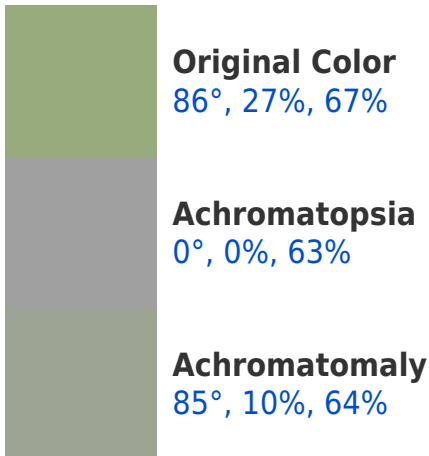 Original Color
86°, 27%, 67%
Achromatopsia
0°, 0%, 63%
Achromatomaly
85°, 10%, 64%